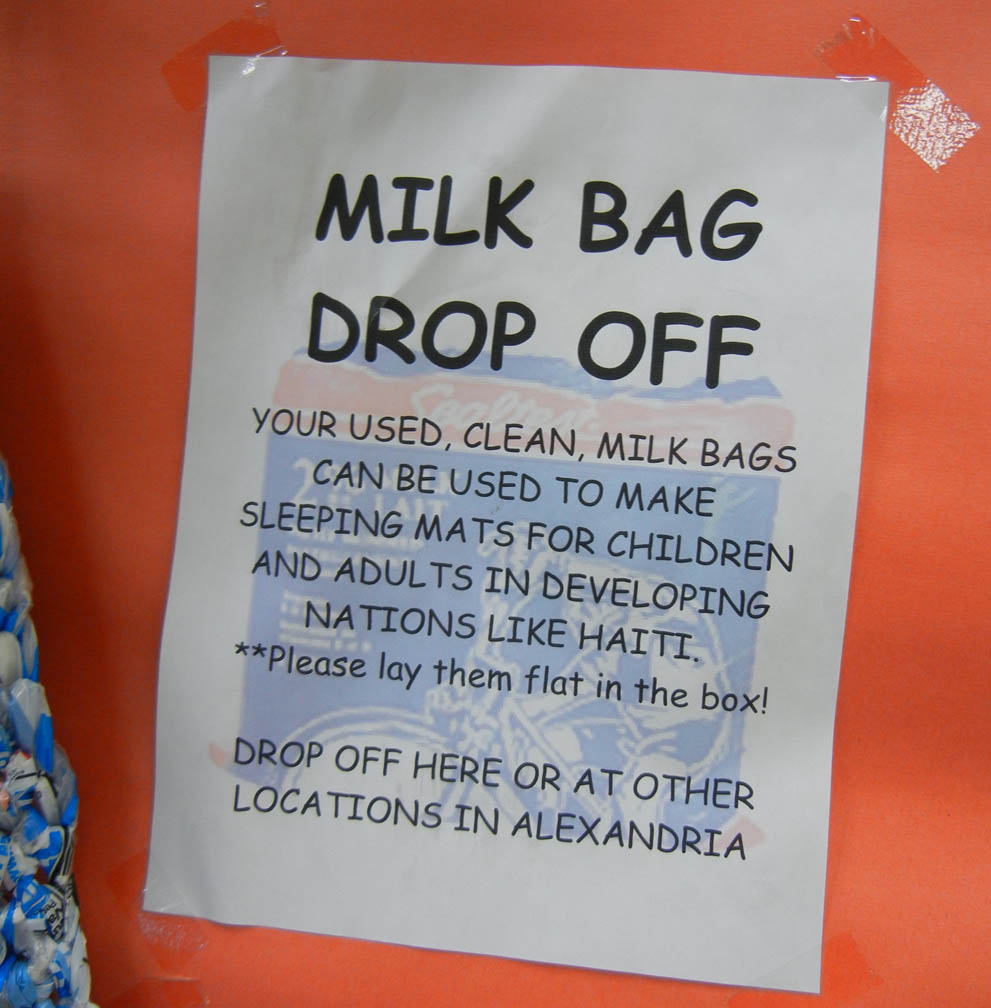 MILK BAG
DROP OFF
Sealtest
YOUR USED, CLEAN, MILK BAGS
CAN BE USED TO MAKE
SLEEPING MATS FOR CHILDREN
AND ADULTS IN DEVELOPING
NATIONS LIKE HAITI.
**Please lay them flat in the box!
DROP OFF HERE OR AT OTHER
LOCATIONS IN ALEXANDRIA